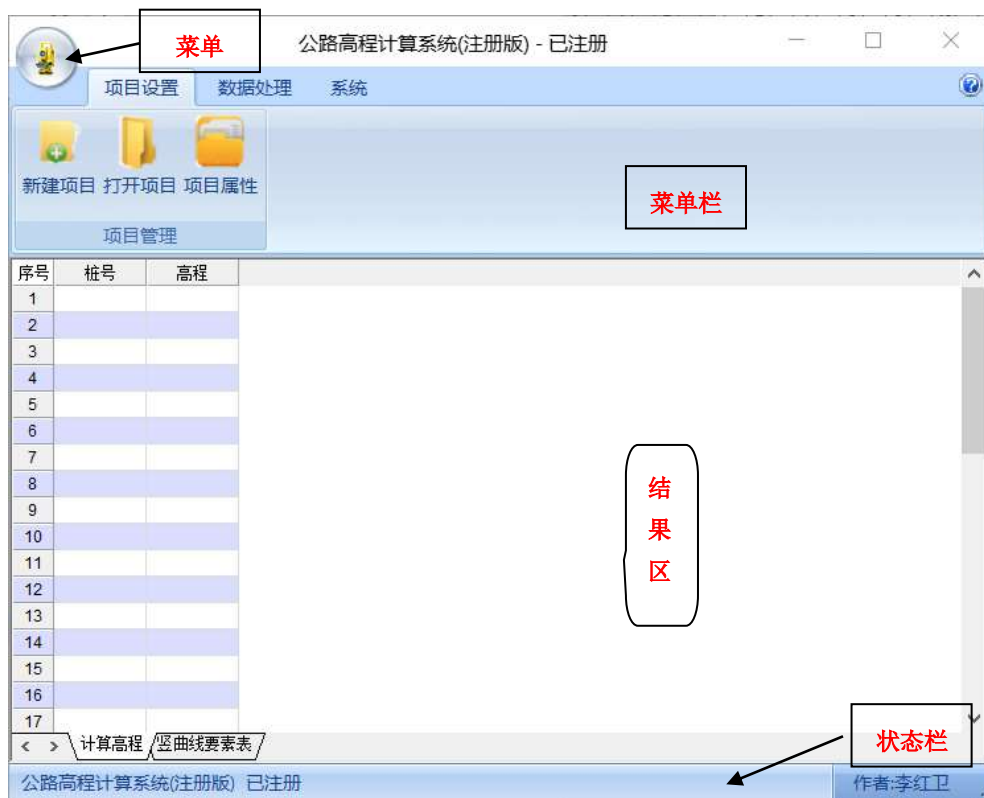 菜单
公路高程计算系统(注册版) - 已注册
项目设置 数据处理 系统
新建项目 打开项目 项目属性
菜单栏
项目管理
序号 桩号 高程
1
2
3
4
5
6
7
8
9
10
11
12
13
14
15
16
17
结
果
区
计算高程 竖曲线要素表
状态栏
公路高程计算系统(注册版) 已注册
作者:李红卫